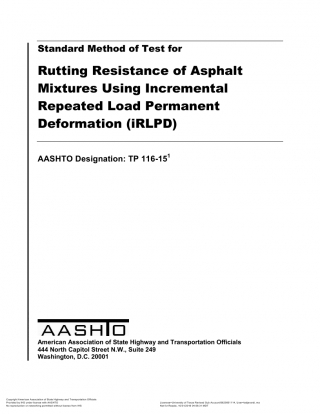 Standard Method of Test for
Rutting Resistance of Asphalt
Mixtures Using Incremental
Repeated Load Permanent
Deformation (iRLPD)
AASHTO Designation: TP 116-15¹
AASHTO
American Association of State Highway and Transportation Officials
444 North Capitol Street N.W., Suite 249
Washington, D.C. 20001